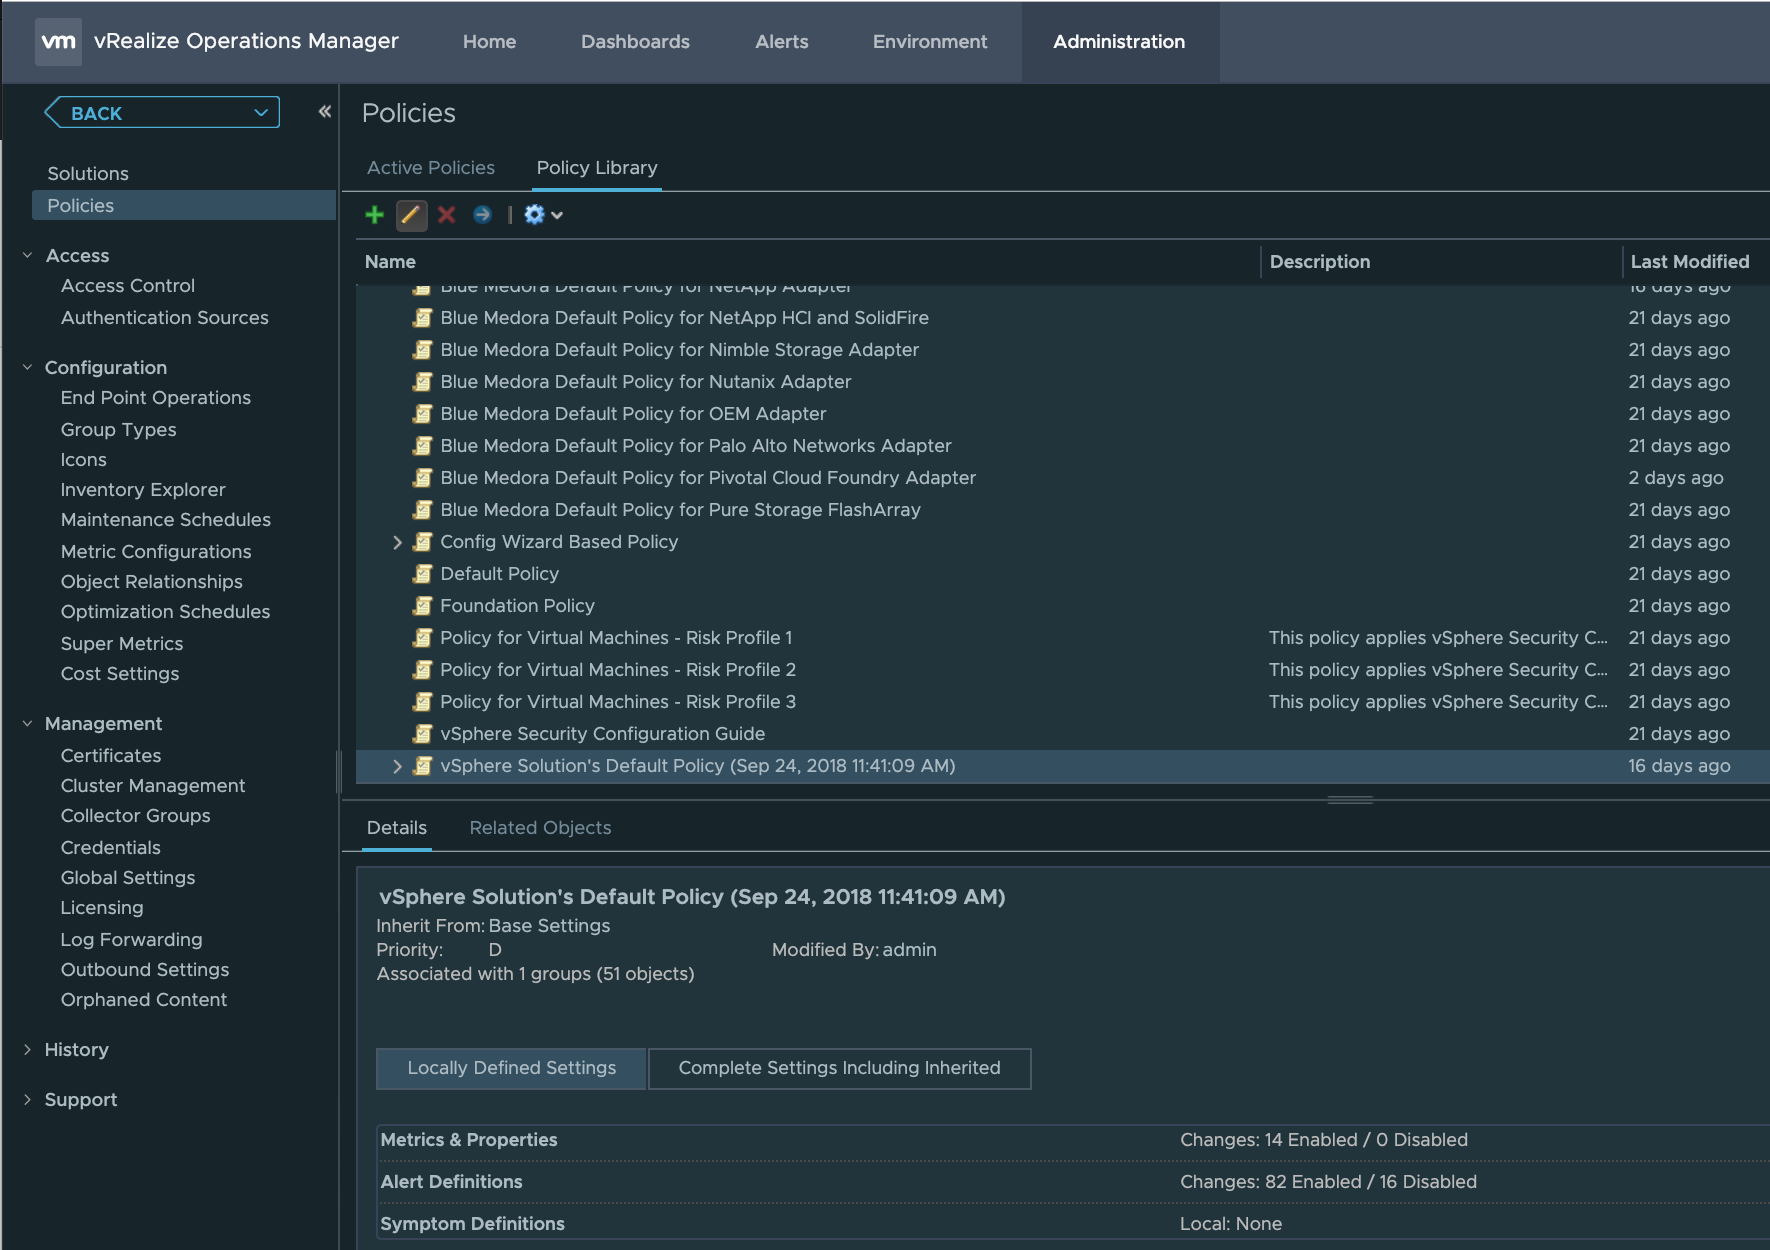 vm vRealize Operations Manager Home Dashboards Alerts Environment Administration
BACK
Solutions
Policies
Access
Access Control
Authentication Sources
Configuration
End Point Operations
Group Types
Icons
Inventory Explorer
Maintenance Schedules
Metric Configurations
Object Relationships
Optimization Schedules
Super Metrics
Cost Settings
Management
Certificates
Cluster Management
Collector Groups
Credentials
Global Settings
Licensing
Log Forwarding
Outbound Settings
Orphaned Content
History
Support
Policies
Active Policies Policy Library
Name Description Last Modified
Blue Medora Default Policy for NetApp Adapter 16 days ago
Blue Medora Default Policy for NetApp HCI and SolidFire 21 days ago
Blue Medora Default Policy for Nimble Storage Adapter 21 days ago
Blue Medora Default Policy for Nutanix Adapter 21 days ago
Blue Medora Default Policy for OEM Adapter 21 days ago
Blue Medora Default Policy for Palo Alto Networks Adapter 21 days ago
Blue Medora Default Policy for Pivotal Cloud Foundry Adapter 2 days ago
Blue Medora Default Policy for Pure Storage FlashArray 21 days ago
Config Wizard Based Policy 21 days ago
Default Policy 21 days ago
Foundation Policy 21 days ago
Policy for Virtual Machines - Risk Profile 1 This policy applies vSphere Security C... 21 days ago
Policy for Virtual Machines - Risk Profile 2 This policy applies vSphere Security C... 21 days ago
Policy for Virtual Machines - Risk Profile 3 This policy applies vSphere Security C... 21 days ago
vSphere Security Configuration Guide 21 days ago
vSphere Solution's Default Policy (Sep 24, 2018 11:41:09 AM) 16 days ago
Details Related Objects
vSphere Solution's Default Policy (Sep 24, 2018 11:41:09 AM)
Inherit From: Base Settings
Priority: D Modified By: admin
Associated with 1 groups (51 objects)
Locally Defined Settings Complete Settings Including Inherited
Metrics & Properties Changes: 14 Enabled / 0 Disabled
Alert Definitions Changes: 82 Enabled / 16 Disabled
Symptom Definitions Local: None